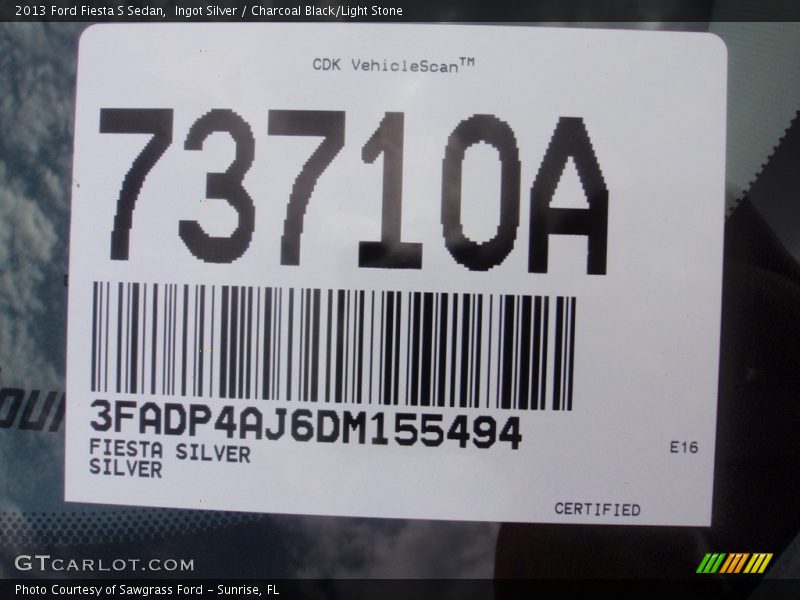 2013 Ford Fiesta S Sedan,  Ingot Silver / Charcoal Black/Light Stone
CDK VehicleScan™
73710A
3FADP4AJ6DM155494
FIESTA SILVER
SILVER
E16
CERTIFIED
GTCARLOT.COM
Photo Courtesy of Sawgrass Ford – Sunrise, FL